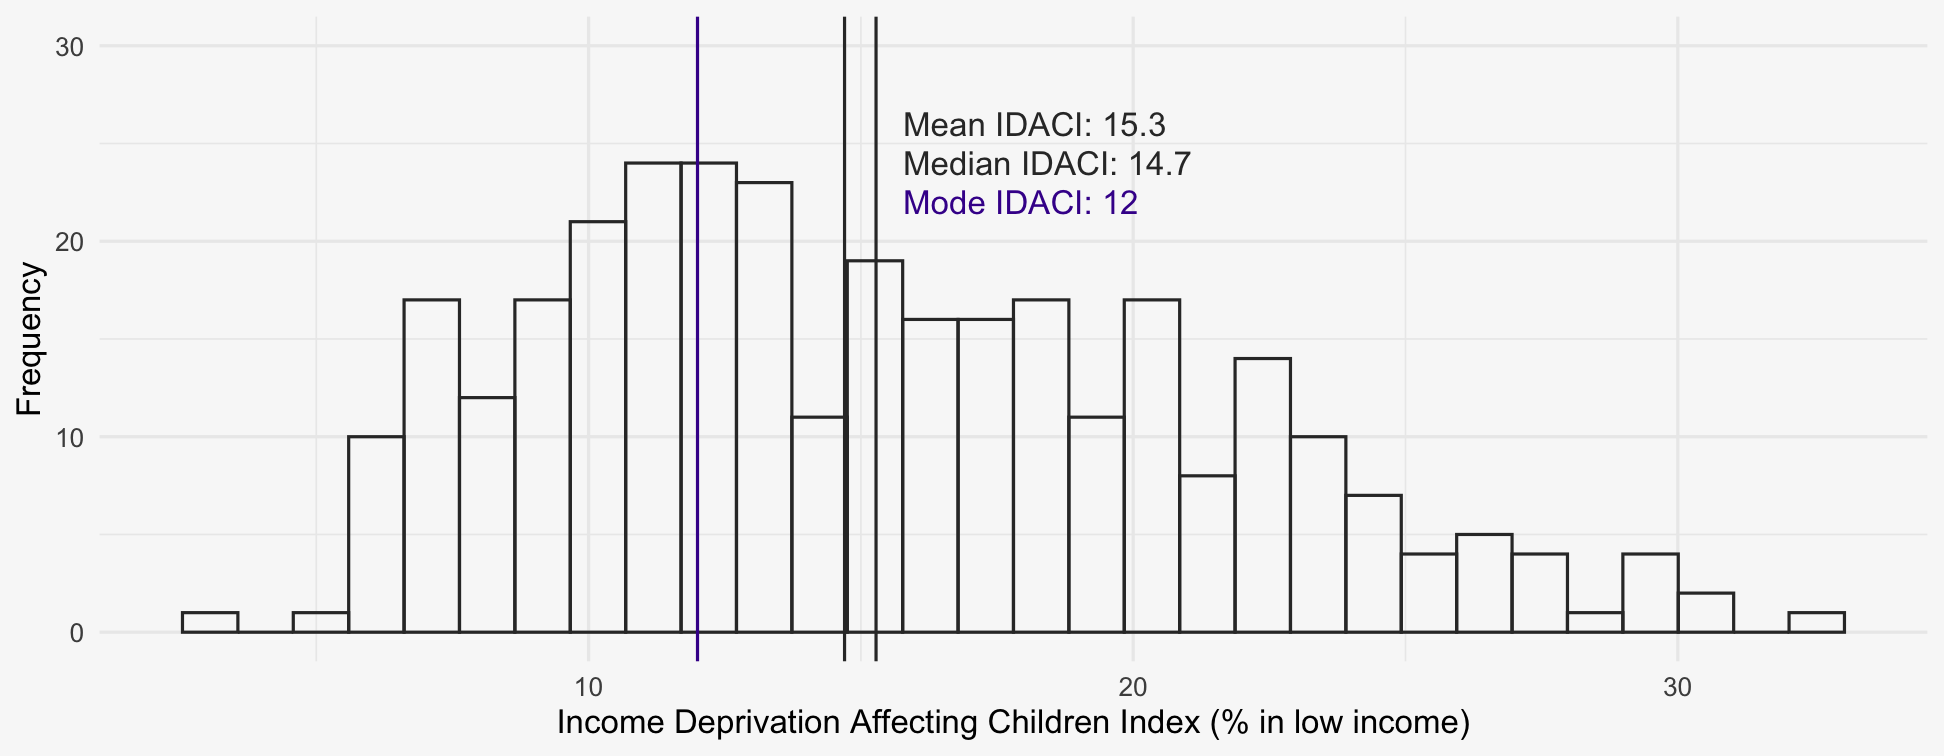 30
20
10
0
Frequency
Mean IDACI: 15.3
Median IDACI: 14.7
Mode IDACI: 12
10 20 30
Income Deprivation Affecting Children Index (% in low income)